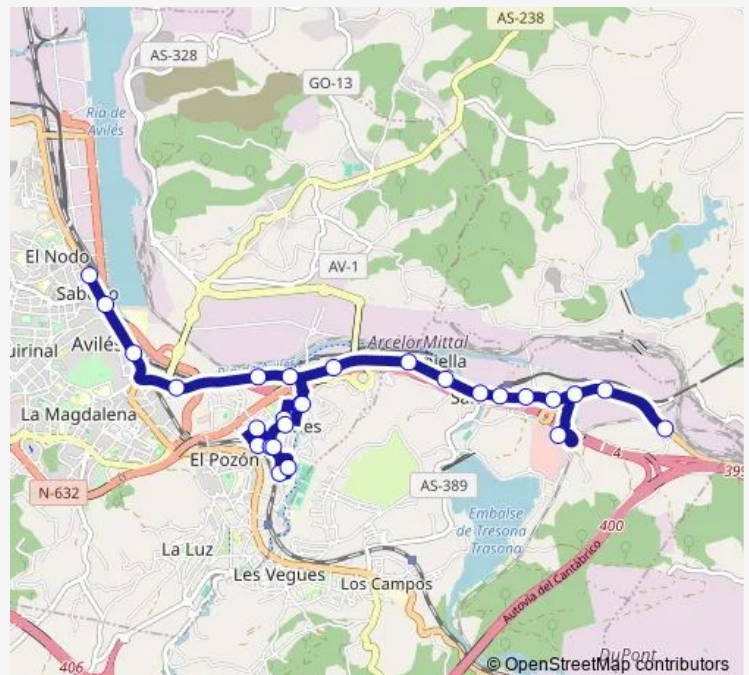 AS-238
AS-328
GO-13
Ría de
Avilés
El Nodo
AV-1
Avilés
ArcelorMittal
La Magdalena
El Pozón
AS-389
N-632
Embalse
de Tresona
Trasona
La Luz
Les Vegues
Los Campos
400
Autovía del Cantábrico
DuPont
406
© OpenStreetMap contributors